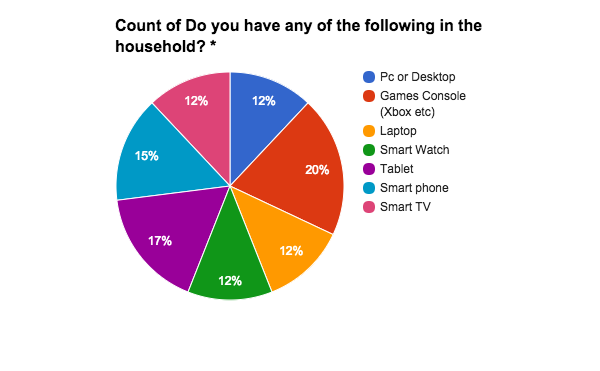 Count of Do you have any of the following in the
household? *
12%
20%
12%
12%
17%
15%
12%
Pc or Desktop
Games Console
(Xbox etc)
Laptop
Smart Watch
Tablet
Smart phone
Smart TV